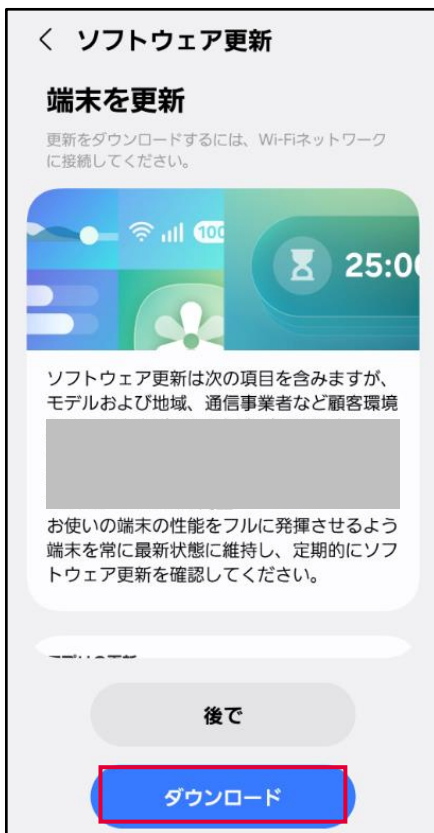 ソフトウェア更新
端末を更新
更新をダウンロードするには、Wi-Fiネットワーク
に接続してください。
100
25:00
ソフトウェア更新は次の項目を含みますが、
モデルおよび地域、通信事業者など顧客環境
お使いの端末の性能をフルに発揮させるよう
端末を常に最新状態に維持し、定期的にソフ
トウェア更新を確認してください。
後で
ダウンロード